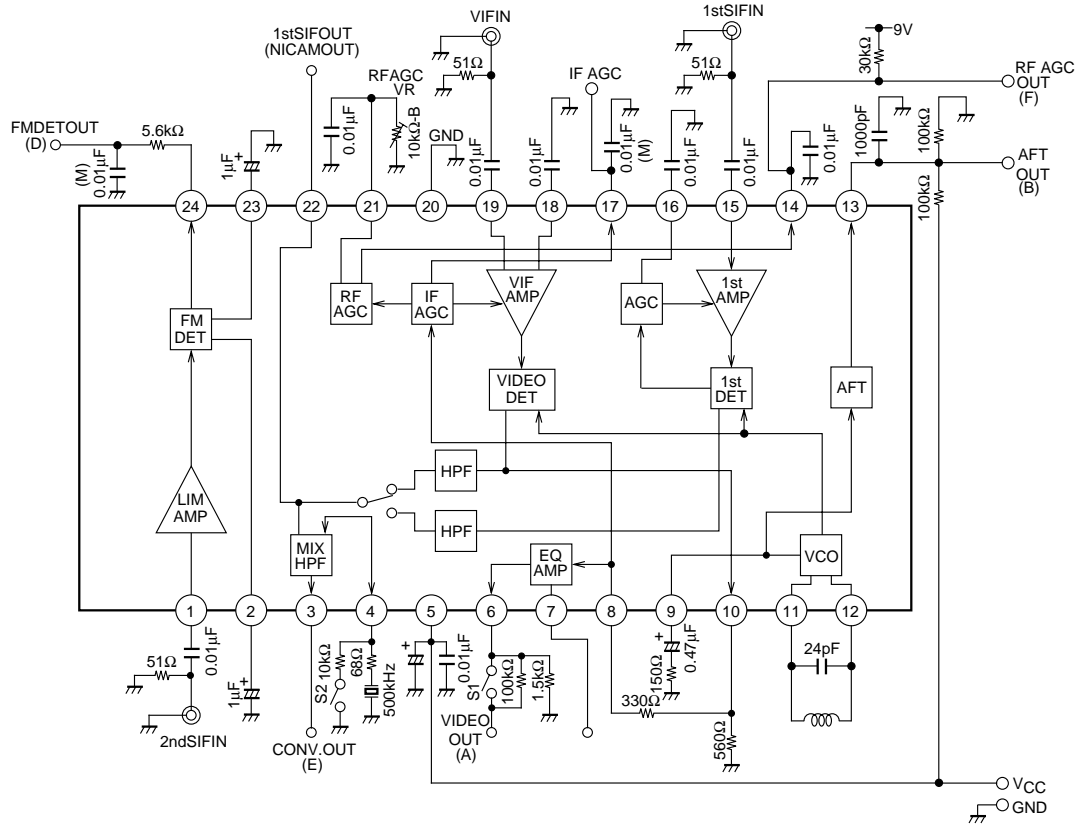 VIFIN
1stSIFIN
1stSIFOUT
(NICAMOUT)
9V
30kΩ
51Ω
51Ω
IF AGC
RFAGC
VR
RF AGC
OUT
(F)
FMDETOUT
(D)
5.6kΩ
(M)
0.01µF
1µF
+
0.01µF
10kΩ-B
GND
0.01µF
0.01µF
0.01µF
(M)
0.01µF
0.01µF
0.01µF
1000pF
100kΩ
AFT
OUT
(B)
100kΩ
24
23
22
21
20
19
18
17
16
15
14
13
RF
AGC
IF
AGC
VIF
AMP
AGC
1st
AMP
FM
DET
VIDEO
DET
1st
DET
AFT
HPF
LIM
AMP
HPF
MIX
HPF
EQ
AMP
VCO
1
2
3
4
5
6
7
8
9
10
11
12
51Ω
0.01µF
1µF
+
2ndSIFIN
CONV.OUT
(E)
S2
10kΩ
68Ω
500kHz
+
0.01µF
S1
100kΩ
1.5kΩ
VIDEO
OUT
(A)
330Ω
+
0.47µF
150Ω
560Ω
24pF
VCC
GND